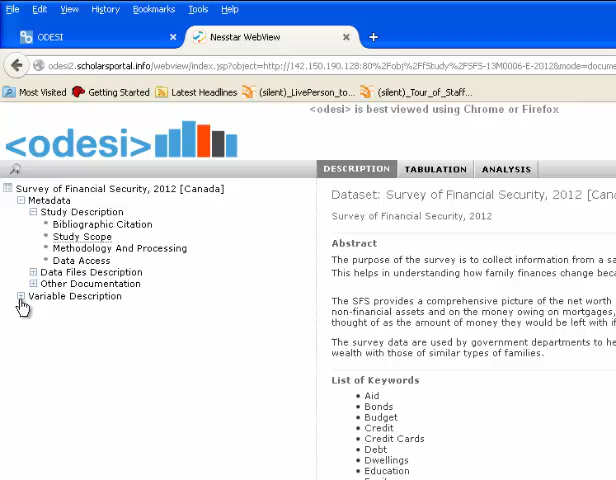 File Edit View History Bookmarks Tools Help
ODESI × Nesstar WebView × +
odesi2.scholarsportal.info/webview/index.jsp?object=http://142.150.190.128:80%2Fobj%2FfStudy%2FSFS-13M0006-E-2012&mode=docume
Most Visited Getting Started Latest Headlines (silent)_LivePerson_to... (silent)_Tour_of_Staff...
<odesi> is best viewed using Chrome or Firefox
<odesi>
DESCRIPTION TABULATION ANALYSIS
Survey of Financial Security, 2012 [Canada]
Metadata
Study Description
Bibliographic Citation
Study Scope
Methodology And Processing
Data Access
Data Files Description
Other Documentation
Variable Description
Dataset: Survey of Financial Security, 2012 [Cana
Survey of Financial Security, 2012
Abstract
The purpose of the survey is to collect information from a sa
This helps in understanding how family finances change beca
The SFS provides a comprehensive picture of the net worth
non-financial assets and on the money owing on mortgages,
thought of as the amount of money they would be left with if
The survey data are used by government departments to he
wealth with those of similar types of families.
List of Keywords
• Aid
• Bonds
• Budget
• Credit
• Credit Cards
• Debt
• Dwellings
• Education